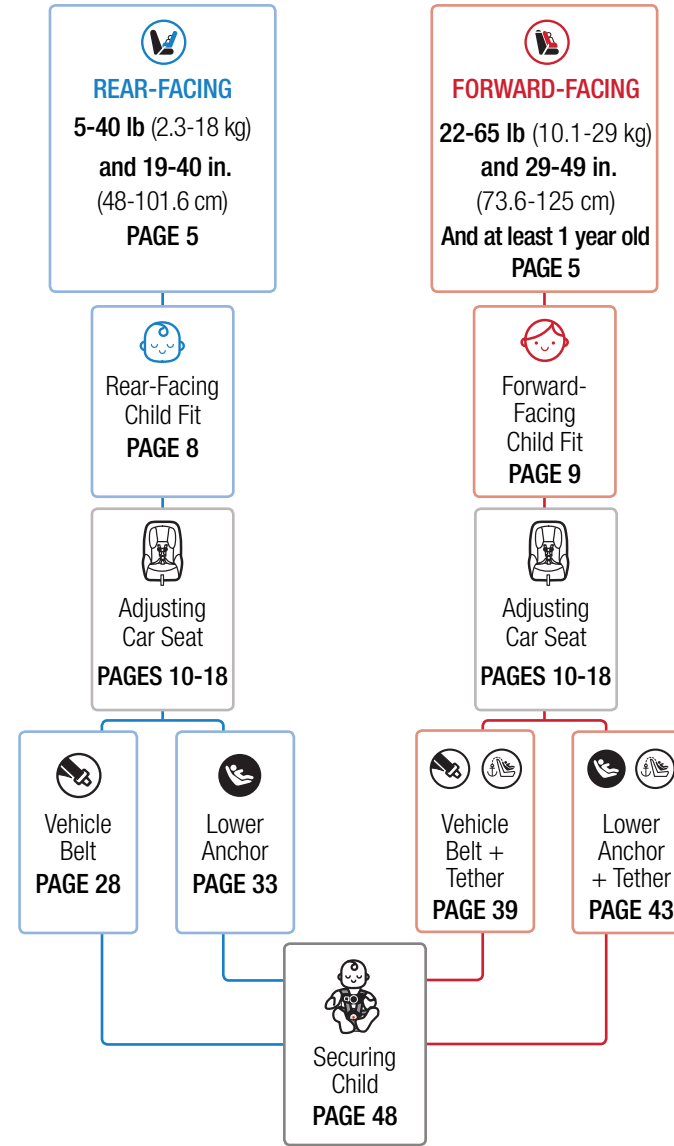 REAR-FACING
5-40 lb (2.3-18 kg)
and 19-40 in.
(48-101.6 cm)
PAGE 5
FORWARD-FACING
22-65 lb (10.1-29 kg)
and 29-49 in.
(73.6-125 cm)
And at least 1 year old
PAGE 5
Rear-Facing
Child Fit
PAGE 8
Forward-
Facing
Child Fit
PAGE 9
Adjusting
Car Seat
PAGES 10-18
Adjusting
Car Seat
PAGES 10-18
Vehicle
Belt
PAGE 28
Lower
Anchor
PAGE 33
Vehicle
Belt +
Tether
PAGE 39
Lower
Anchor
+ Tether
PAGE 43
Securing
Child
PAGE 48